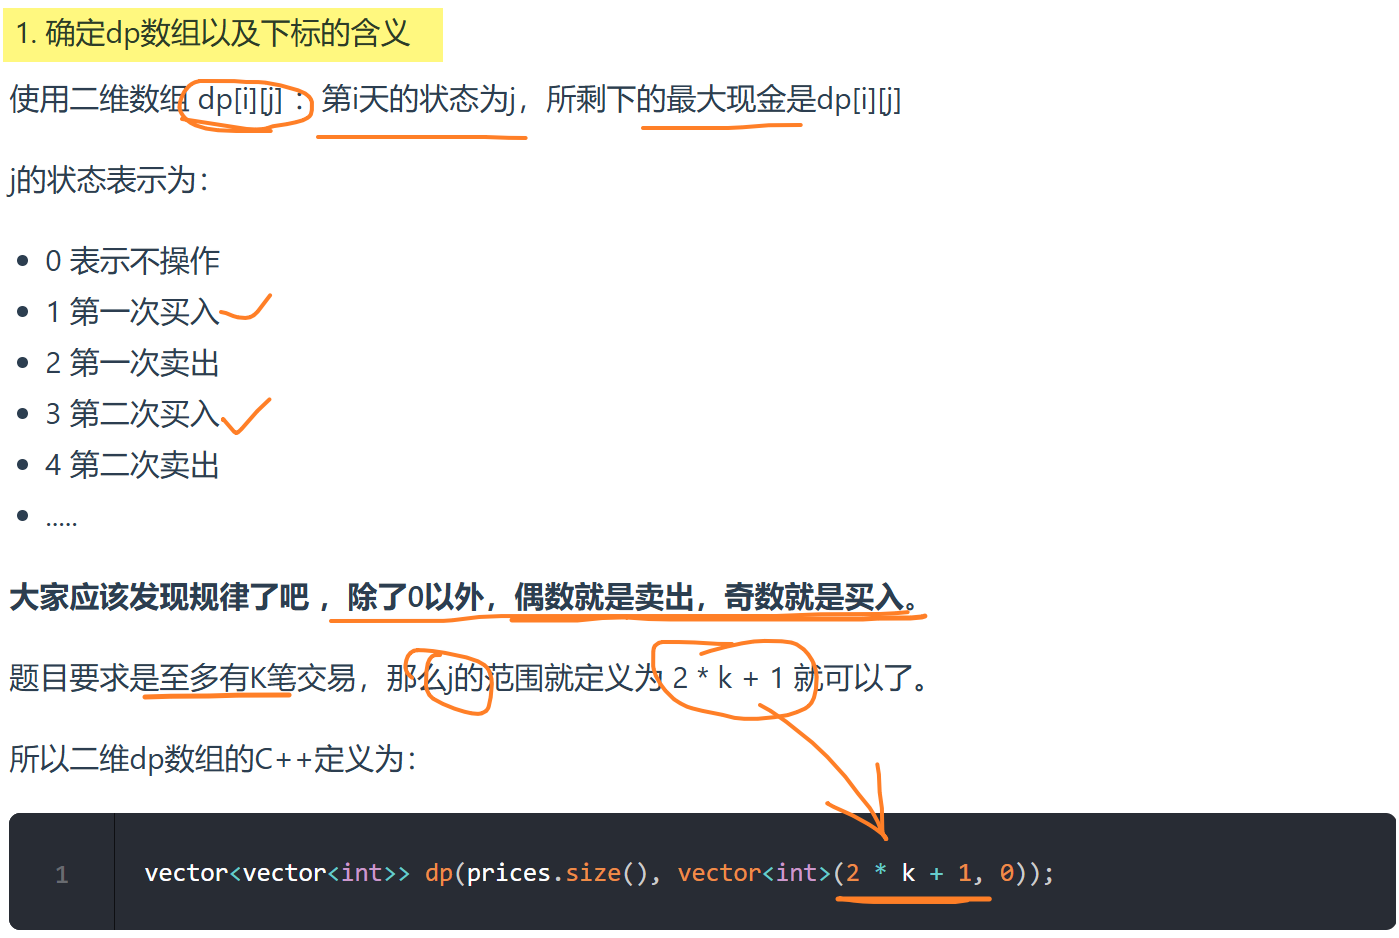 1. 确定dp数组以及下标的含义
使用二维数组 dp[i][j] ：第i天的状态为j，所剩下的最大现金是dp[i][j]
j的状态表示为：
• 0 表示不操作
• 1 第一次买入
• 2 第一次卖出
• 3 第二次买入
• 4 第二次卖出
• .....
大家应该发现规律了吧 ，除了0以外，偶数就是卖出，奇数就是买入。
题目要求是至多有K笔交易，那么j的范围就定义为 2 * k + 1 就可以了。
所以二维dp数组的C++定义为：
1 vector<vector<int>> dp(prices.size(), vector<int>(2 * k + 1, 0));